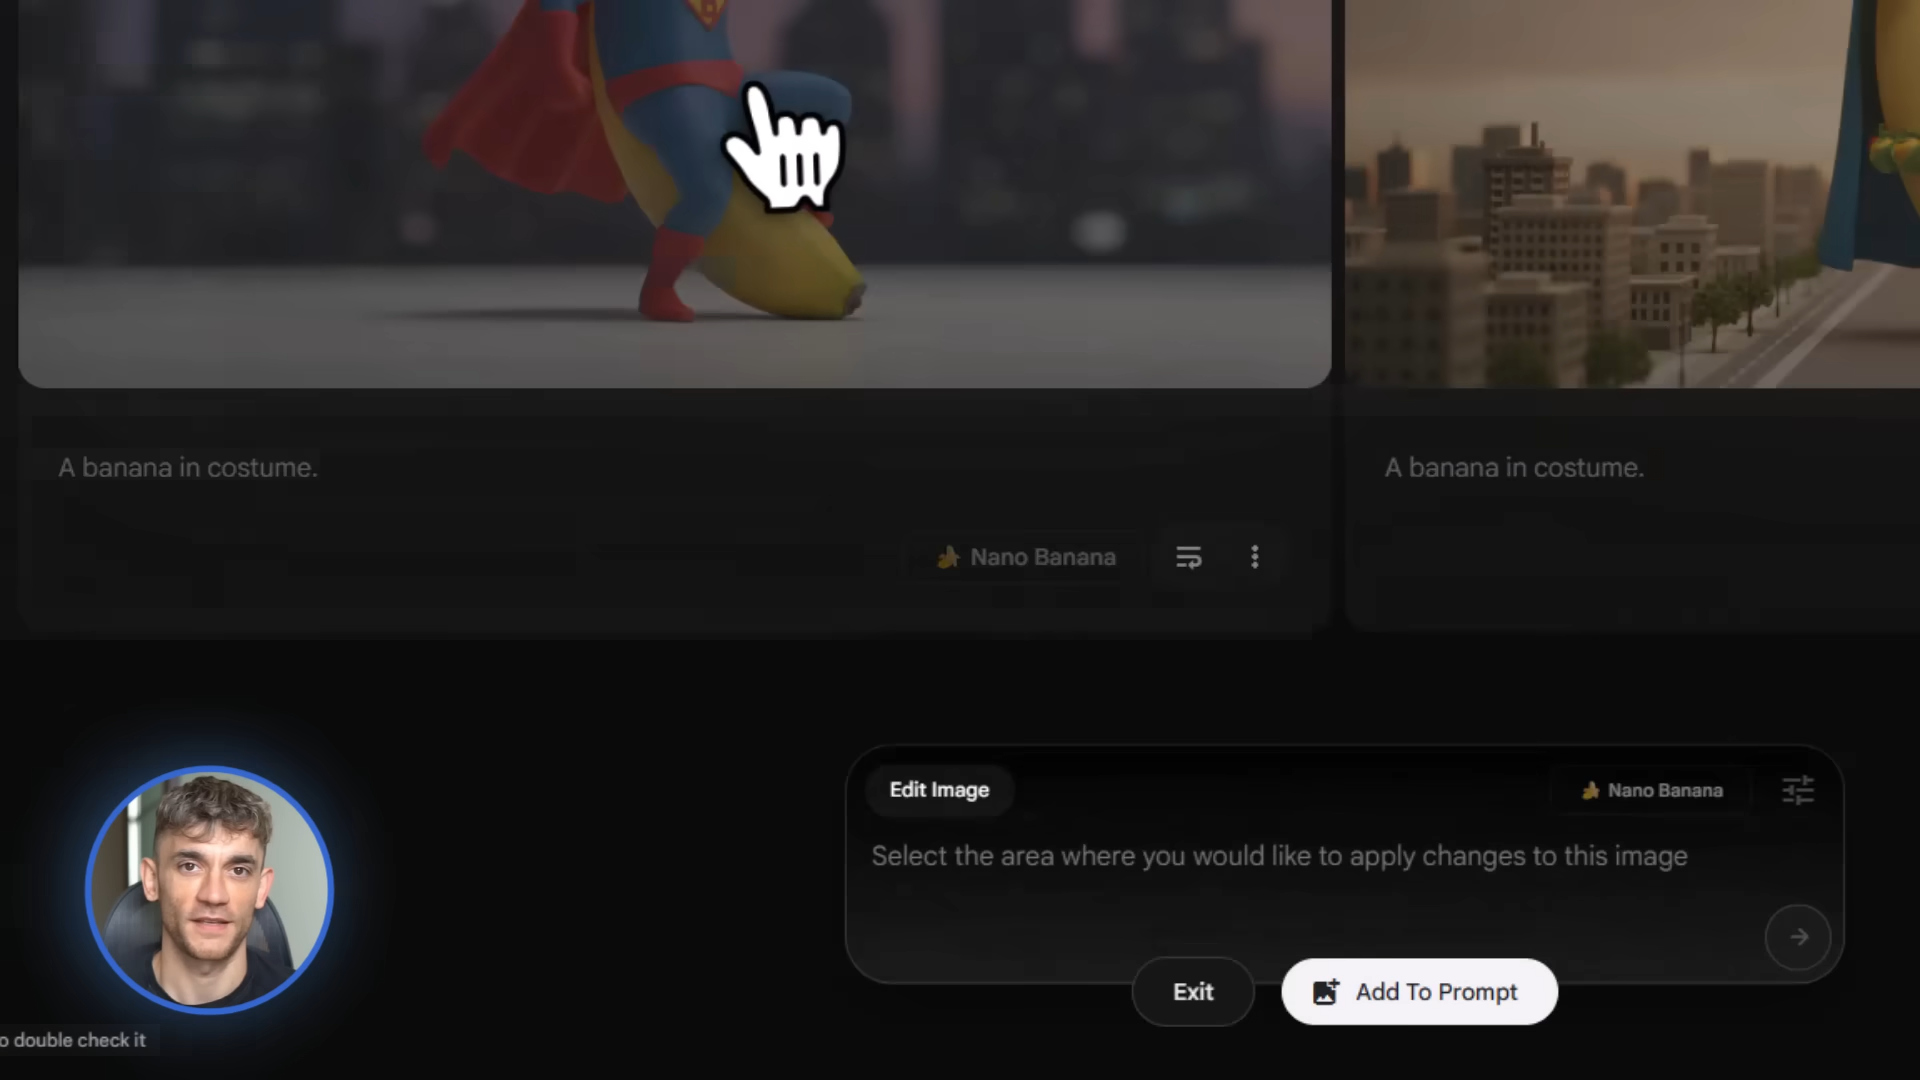 A banana in costume.
A banana in costume.
Nano Banana
Edit Image
Nano Banana
Select the area where you would like to apply changes to this image
Exit
Add To Prompt
double check it